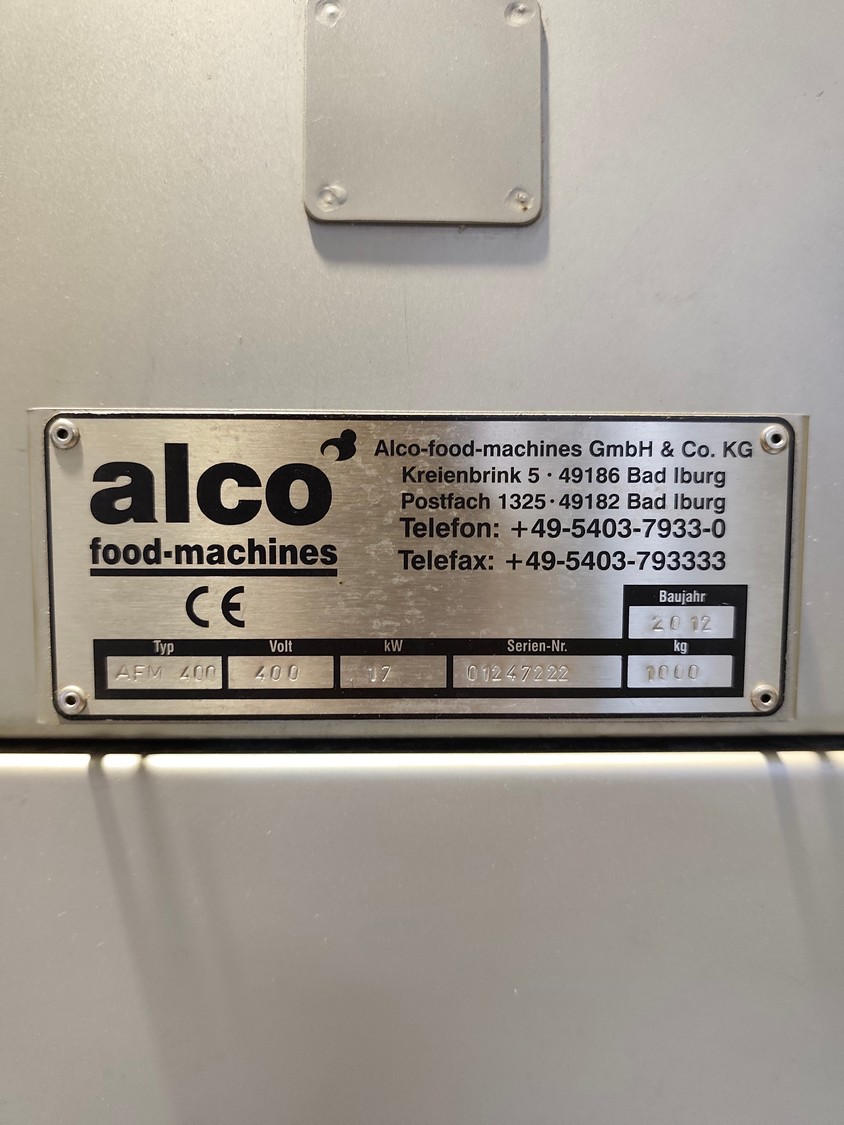 alco
food-machines
Alco-food-machines GmbH & Co. KG
Kreienbrink 5 · 49186 Bad Iburg
Postfach 1325 · 49182 Bad Iburg
Telefon: +49-5403-7933-0
Telefax: +49-5403-793333
CE
Baujahr
2012
Typ Volt kW Serien-Nr. kg
AFM 400 400 17 01247222 1000